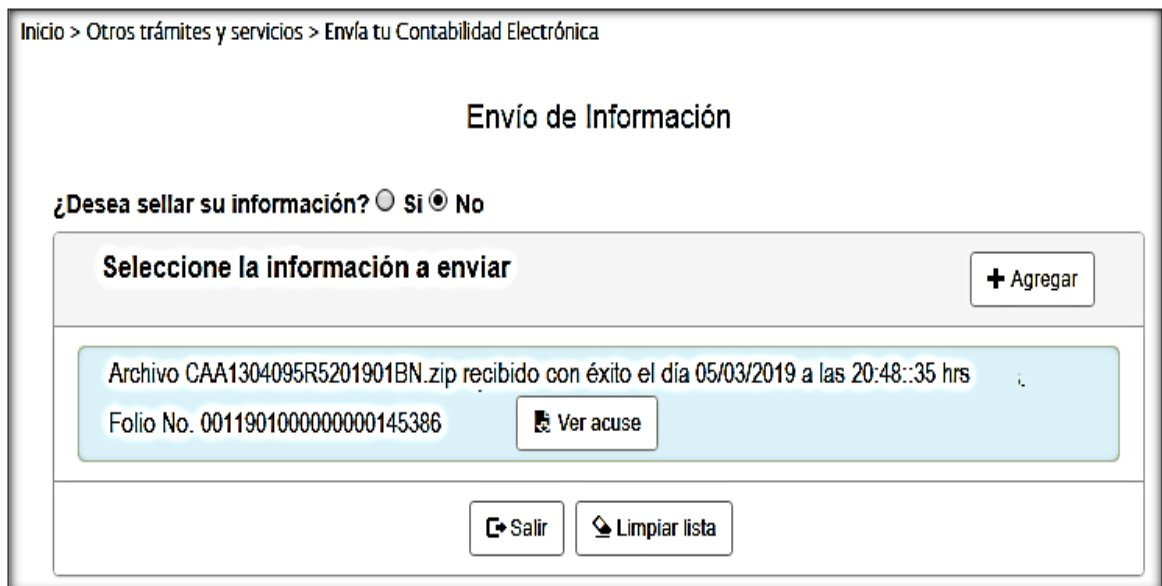 Inicio > Otros trámites y servicios > Envía tu Contabilidad Electrónica
Envío de Información
¿Desea sellar su información? Si No
Seleccione la información a enviar
Agregar
Archivo CAA1304095R5201901BN.zip recibido con éxito el día 05/03/2019 a las 20:48::35 hrs
Folio No. 0011901000000000145386 Ver acuse
Salir Limpiar lista